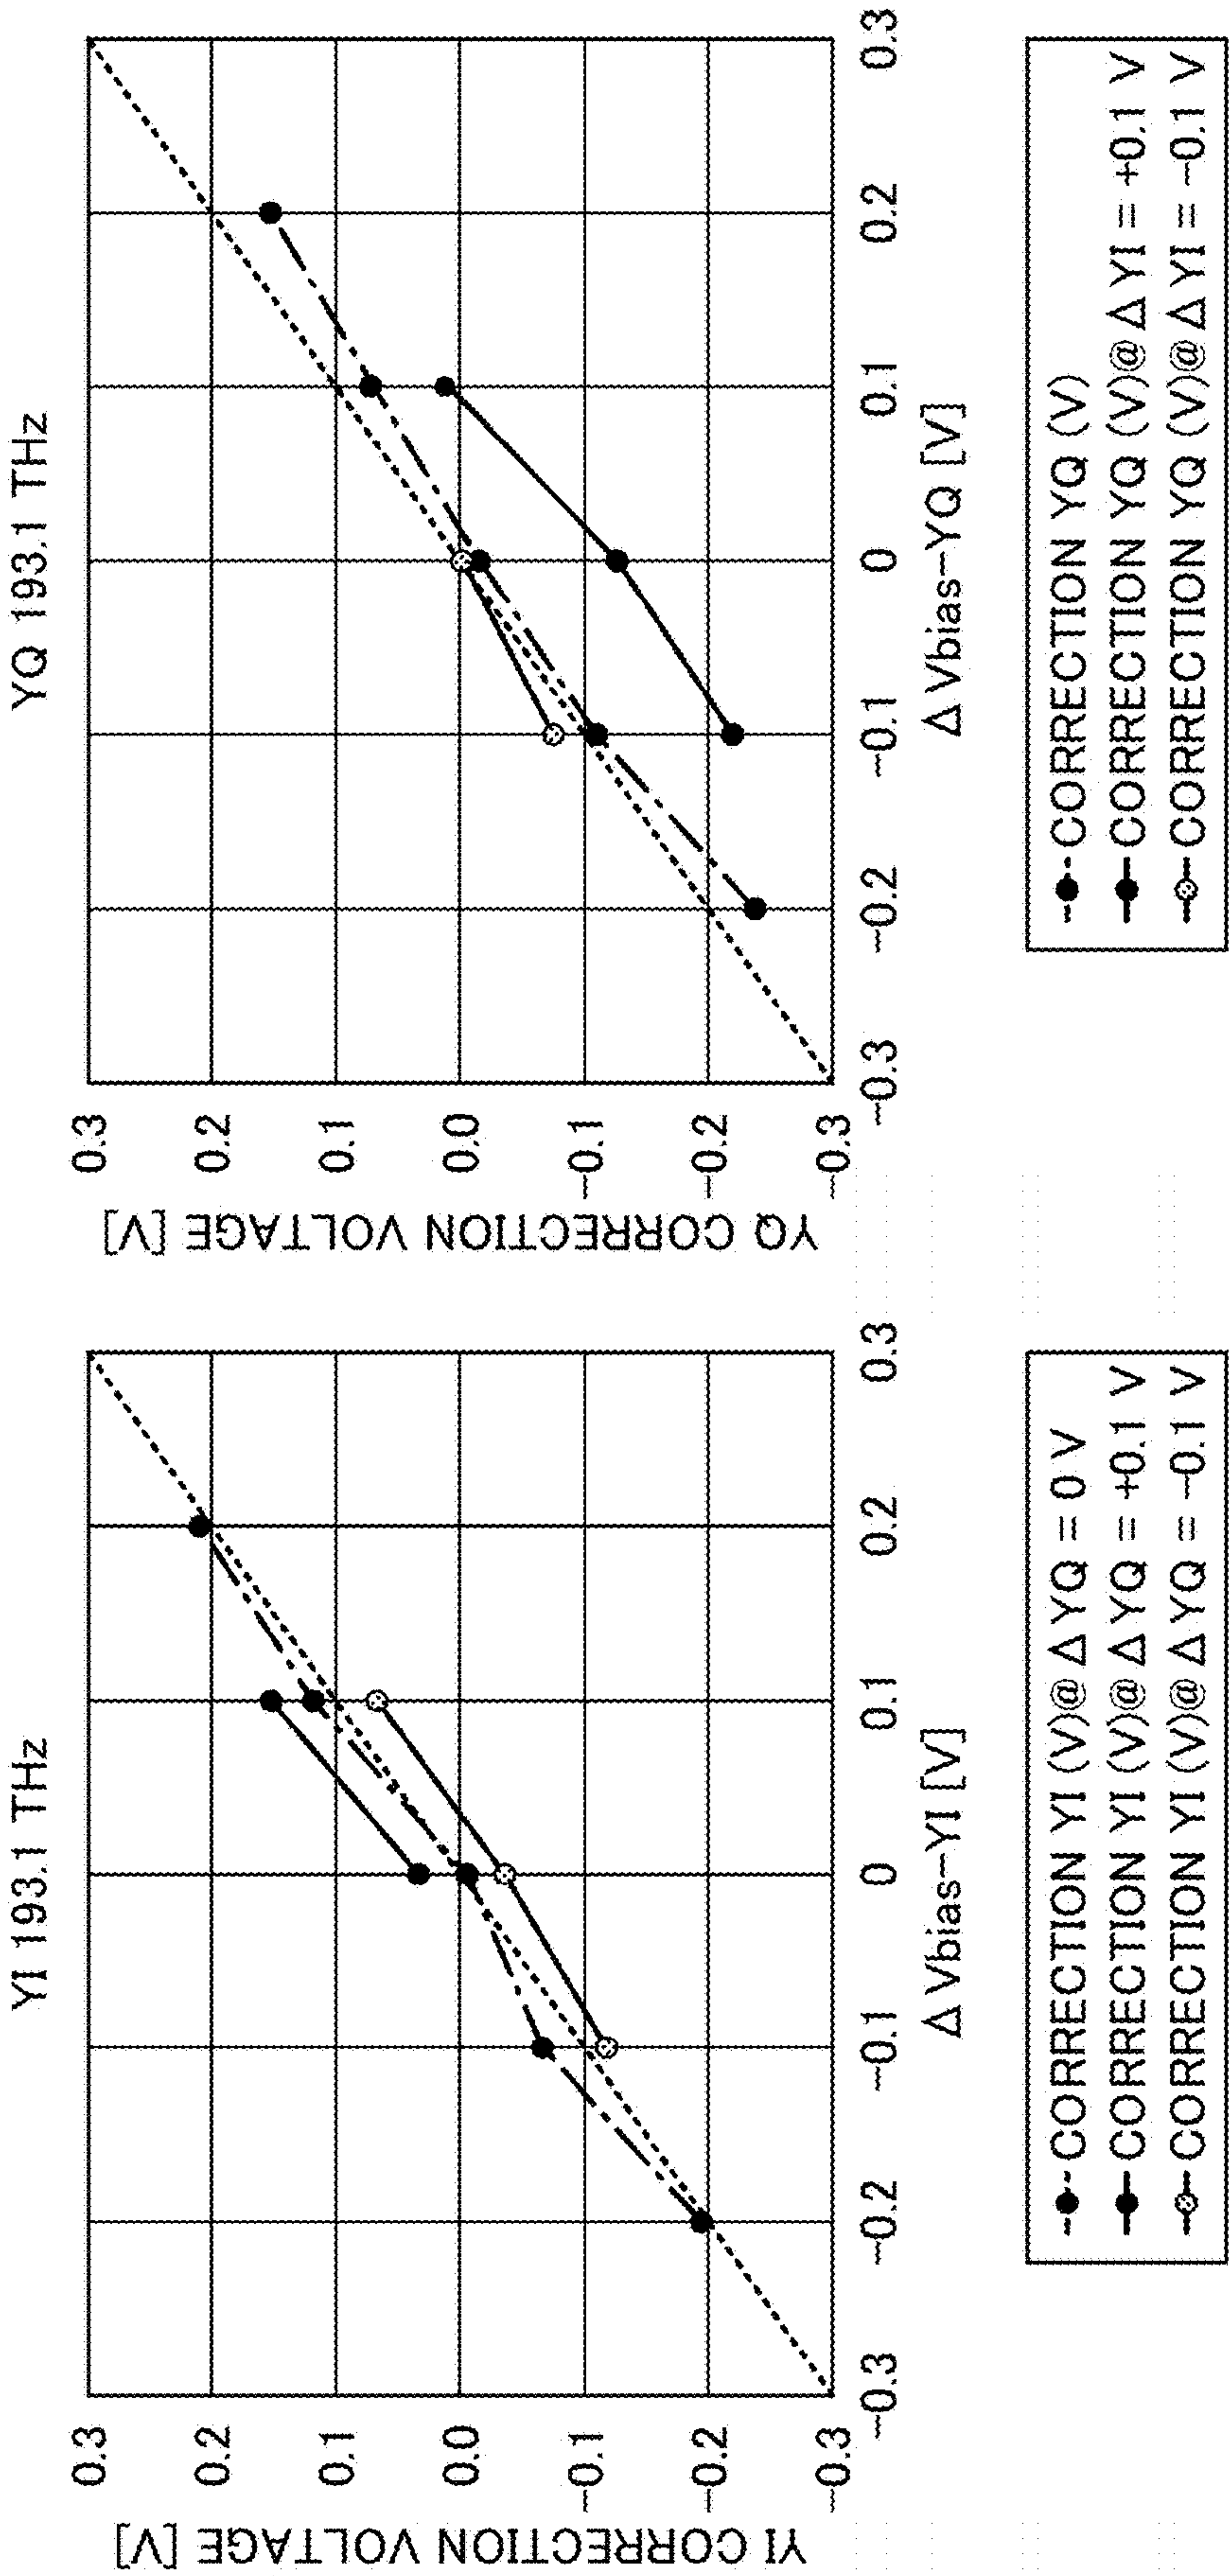 YI 193.1 THz
YI CORRECTION VOLTAGE [V]
0.3
0.2
0.1
0.0
-0.1
-0.2
-0.3
-0.3
-0.2
-0.1
0
0.1
0.2
0.3
Δ Vbias-YI [V]
CORRECTION YI (V)@ Δ YQ = 0 V
CORRECTION YI (V)@ Δ YQ = +0.1 V
CORRECTION YI (V)@ Δ YQ = -0.1 V
YQ 193.1 THz
YQ CORRECTION VOLTAGE [V]
0.3
0.2
0.1
0.0
-0.1
-0.2
-0.3
-0.3
-0.2
-0.1
0
0.1
0.2
0.3
Δ Vbias-YQ [V]
CORRECTION YQ (V)
CORRECTION YQ (V)@ Δ YI = +0.1 V
CORRECTION YQ (V)@ Δ YI = -0.1 V